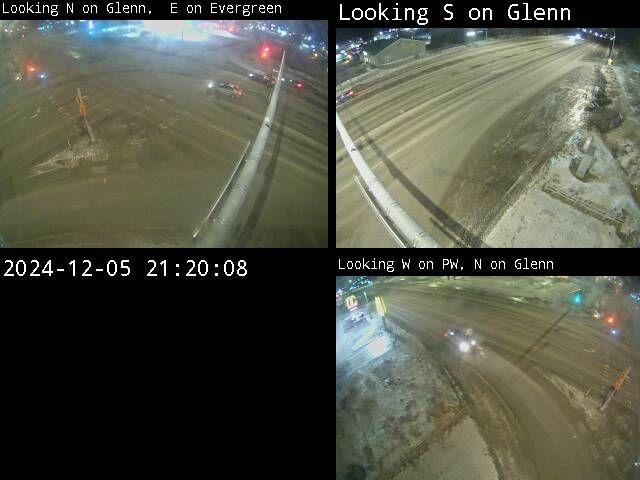 Looking N on Glenn, E on Evergreen
Looking S on Glenn
2024-12-05 21:20:08
Looking W on PW, N on Glenn